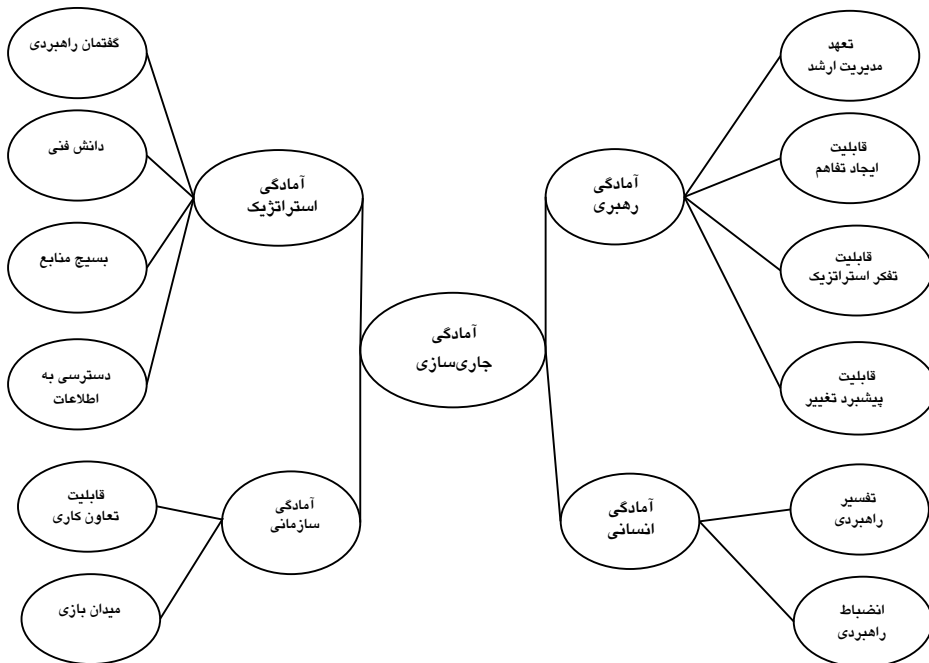 تعهد
مدیریت ارشد
قابلیت
ایجاد تفاهم
قابلیت
تفکر استراتزیک
قابلیت
پیشبرد تغییر
آمادگی
رهبری
تفسیر
راهبردی
انضباط
راهبردی
آمادگی
انسانی
آمادگی
جاری‌سازی
آمادگی
استراتژیک
گفتمان راهبردی
دانش فنی
بسیج منابع
دسترسی به
اطلاعات
آمادگی
سازمانی
قابلیت
تعاون کاری
میدان بازی